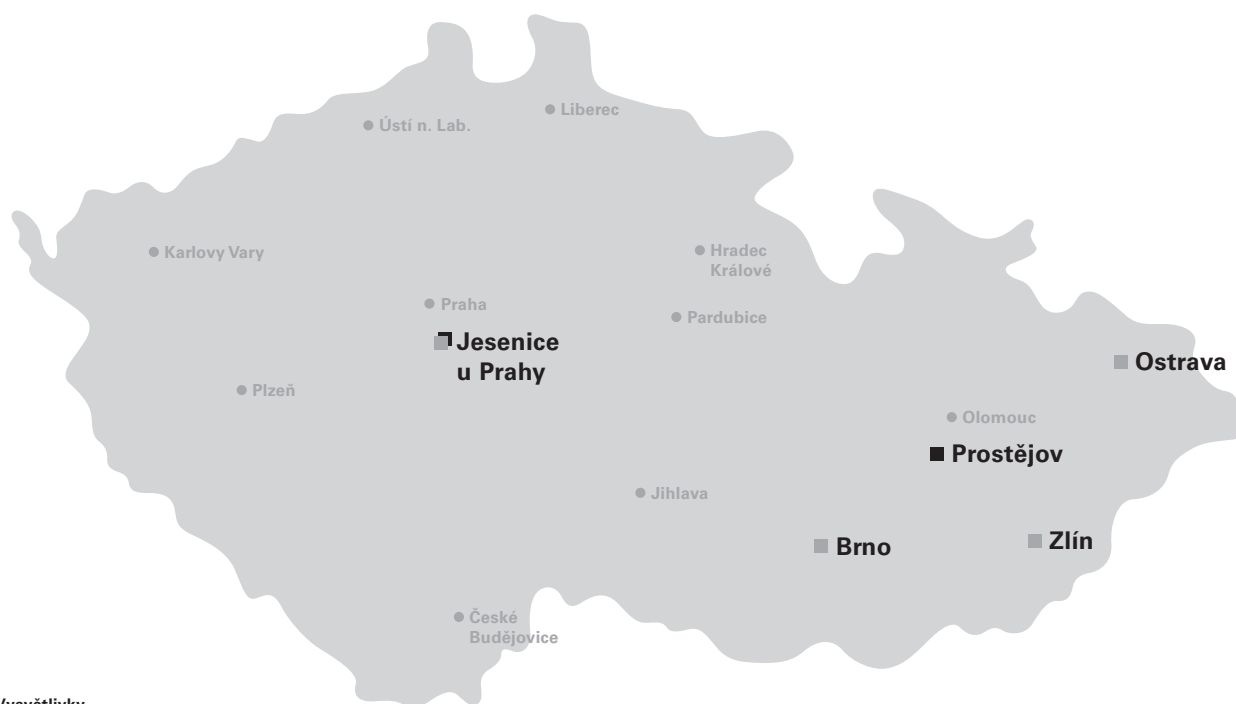 Liberec
Ústí n. Lab.
Karlovy Vary
Hradec
Králové
Praha
Pardubice
Jesenice
u Prahy
Ostrava
Plzeň
Olomouc
Prostějov
Jihlava
Brno
Zlín
České
Budějovice